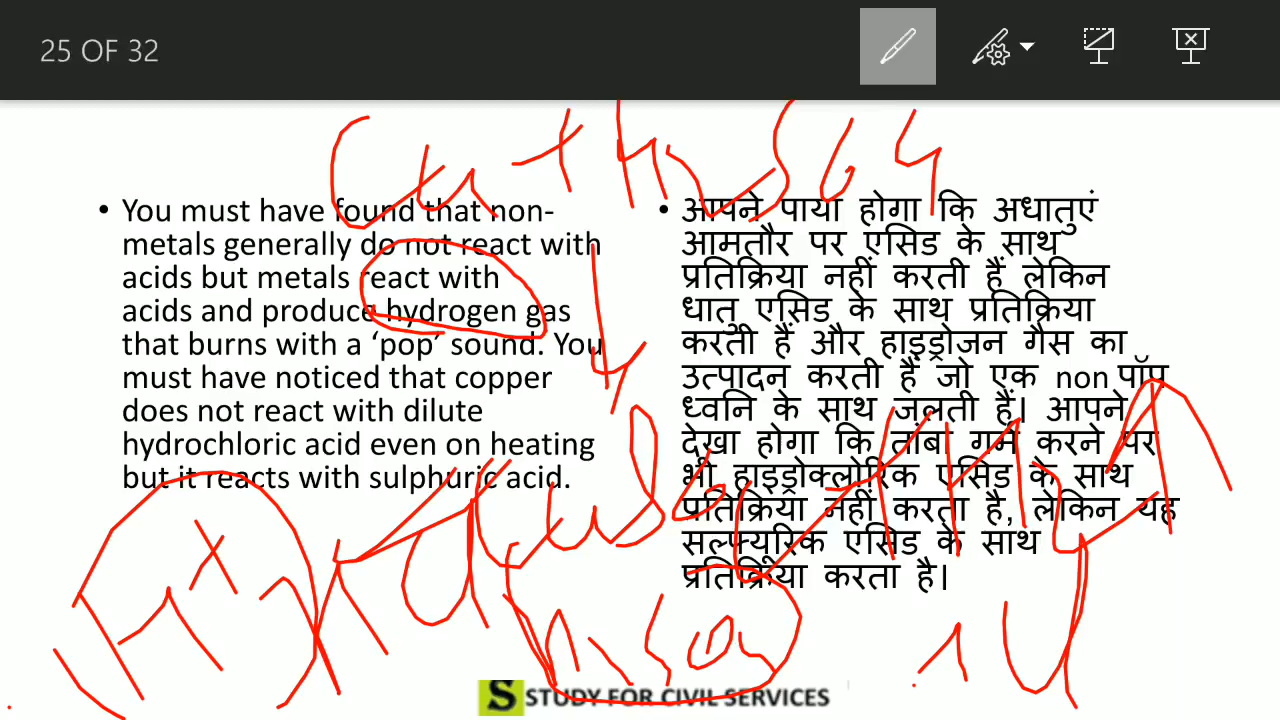 25 OF 32
Cu + H2SO4
• You must have found that non-
metals generally do not react with
acids but metals react with
acids and produce hydrogen gas
that burns with a ‘pop’ sound. You
must have noticed that copper
does not react with dilute
hydrochloric acid even on heating
but it reacts with sulphuric acid.
• आपने पाया होगा कि अधातुएं
आमतौर पर एसिड के साथ
प्रतिक्रिया नहीं करती हैं लेकिन
धातु एसिड के साथ प्रतिक्रिया
करती हैं और हाइड्रोजन गैस का
उत्पादन करती हैं जो एक non पॉप
ध्वनि के साथ जलती हैं। आपने
देखा होगा कि तांबा गर्म करने पर
भी हाइड्रोक्लोरिक एसिड के साथ
प्रतिक्रिया नहीं करता है, लेकिन यह
सल्फ्यूरिक एसिड के साथ
प्रतिक्रिया करता है।
S STUDY FOR CIVIL SERVICES